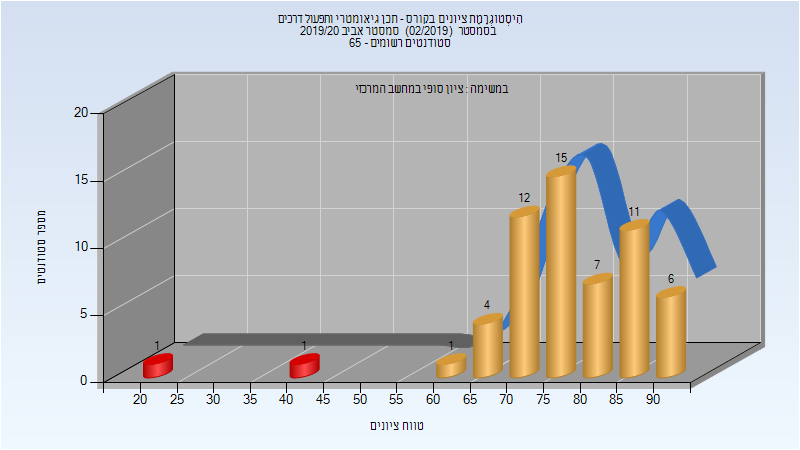 היסטוגרמת ציונים בקורס - תכן גיאומטרי ותפעול דרכים
בסמסטר (02/2019) סמסטר אביב 2019/20
סטודנטים רשומים - 65
במשימה : ציון סופי במחשב המרכזי
מספר סטודנטים
20
15
10
5
0
1
1
1
4
12
15
7
11
6
20 25 30 35 40 45 50 55 60 65 70 75 80 85 90
טווח ציונים